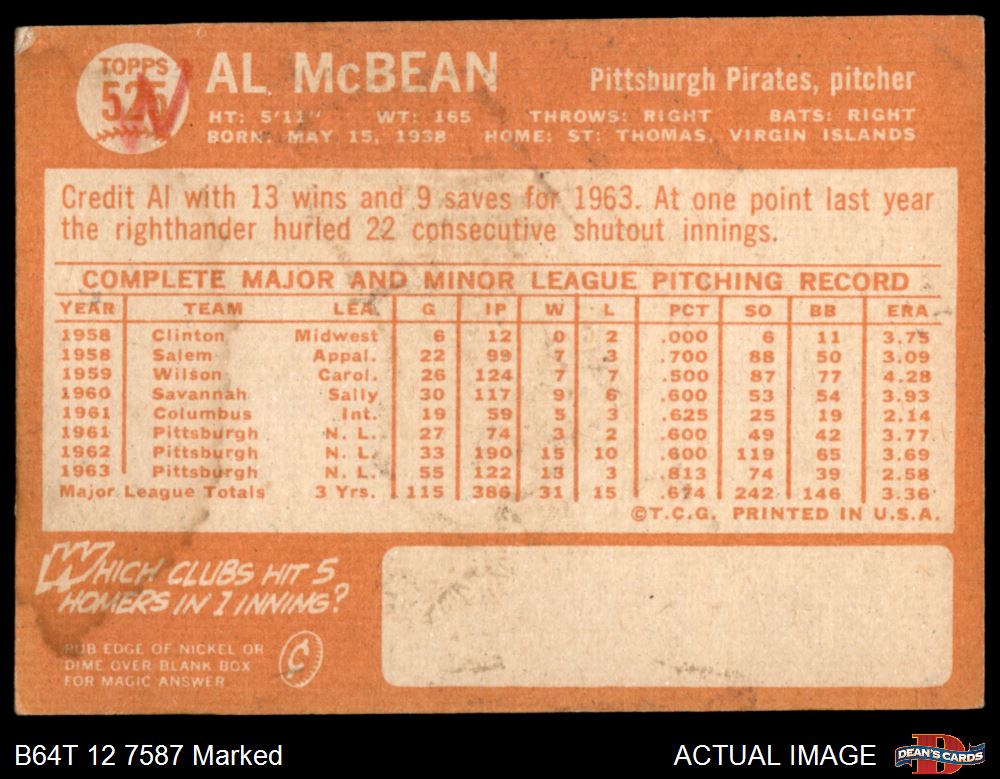 TOPPS
525
AL McBEAN
Pittsburgh Pirates, pitcher
HT: 5'11" WT: 165 THROWS: RIGHT BATS: RIGHT
BORN: MAY 15, 1938 HOME: ST: THOMAS, VIRGIN ISLANDS
Credit Al with 13 wins and 9 saves for 1963. At one point last year
the righthander hurled 22 consecutive shutout innings.
COMPLETE MAJOR AND MINOR LEAGUE PITCHING RECORD
YEAR TEAM LEA. G IP W L PCT SO BB ERA
1958 Clinton Midwest 6 12 0 2 .000 6 11 3.75
1958 Salem Appal. 22 99 7 3 .700 88 50 3.09
1959 Wilson Carol. 26 124 7 7 .500 87 77 4.28
1960 Savannah Sally 30 117 9 6 .600 53 54 3.93
1961 Columbus Int. 19 59 5 3 .625 25 19 2.14
1961 Pittsburgh N. L. 27 74 3 2 .600 49 42 3.77
1962 Pittsburgh N. L. 33 190 15 10 .600 119 65 3.69
1963 Pittsburgh N. L. 55 122 13 3 .813 74 39 2.58
Major League Totals 3 Yrs. 115 386 31 15 .674 242 146 3.36
©T.C.G. PRINTED IN U.S.A.
WHICH CLUBS HIT 5
HOMERS IN 1 INNING?
RUB EDGE OF NICKEL OR
DIME OVER BLANK BOX
FOR MAGIC ANSWER
B64T 12 7587 Marked
ACTUAL IMAGE
DEAN'S CARDS